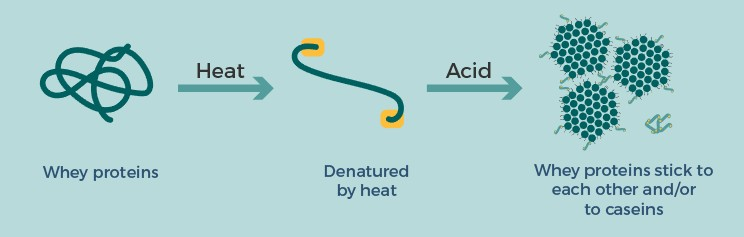 Heat
Acid
Whey proteins
Denatured
by heat
Whey proteins stick to
each other and/or
to caseins